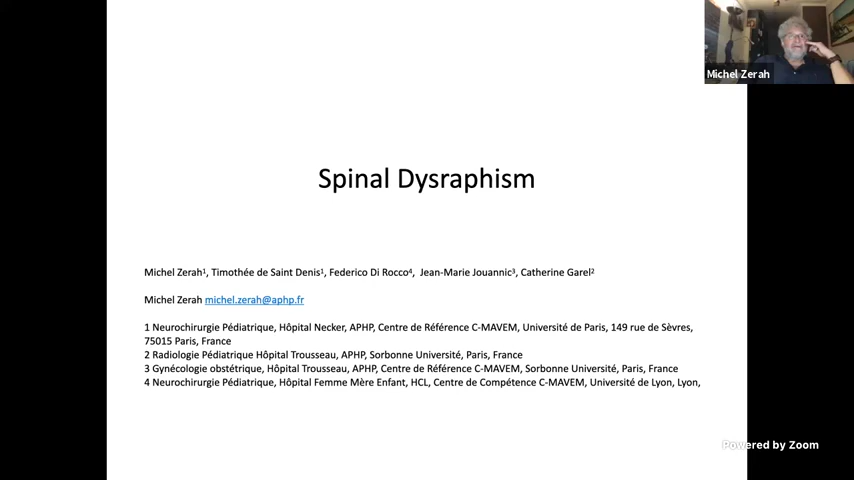 Michel Zerah
Spinal Dysraphism
Michel Zerah¹, Timothée de Saint Denis¹, Federico Di Rocco⁴, Jean-Marie Jouannic³, Catherine Garel²
Michel Zerah michel.zerah@aphp.fr
1 Neurochirurgie Pédiatrique, Hôpital Necker, APHP, Centre de Référence C-MAVEM, Université de Paris, 149 rue de Sèvres,
75015 Paris, France
2 Radiologie Pédiatrique Hôpital Trousseau, APHP, Sorbonne Université, Paris, France
3 Gynécologie obstétrique, Hôpital Trousseau, APHP, Centre de Référence C-MAVEM, Sorbonne Université, Paris, France
4 Neurochirurgie Pédiatrique, Hôpital Femme Mère Enfant, HCL, Centre de Compétence C-MAVEM, Université de Lyon, Lyon,
Powered by Zoom